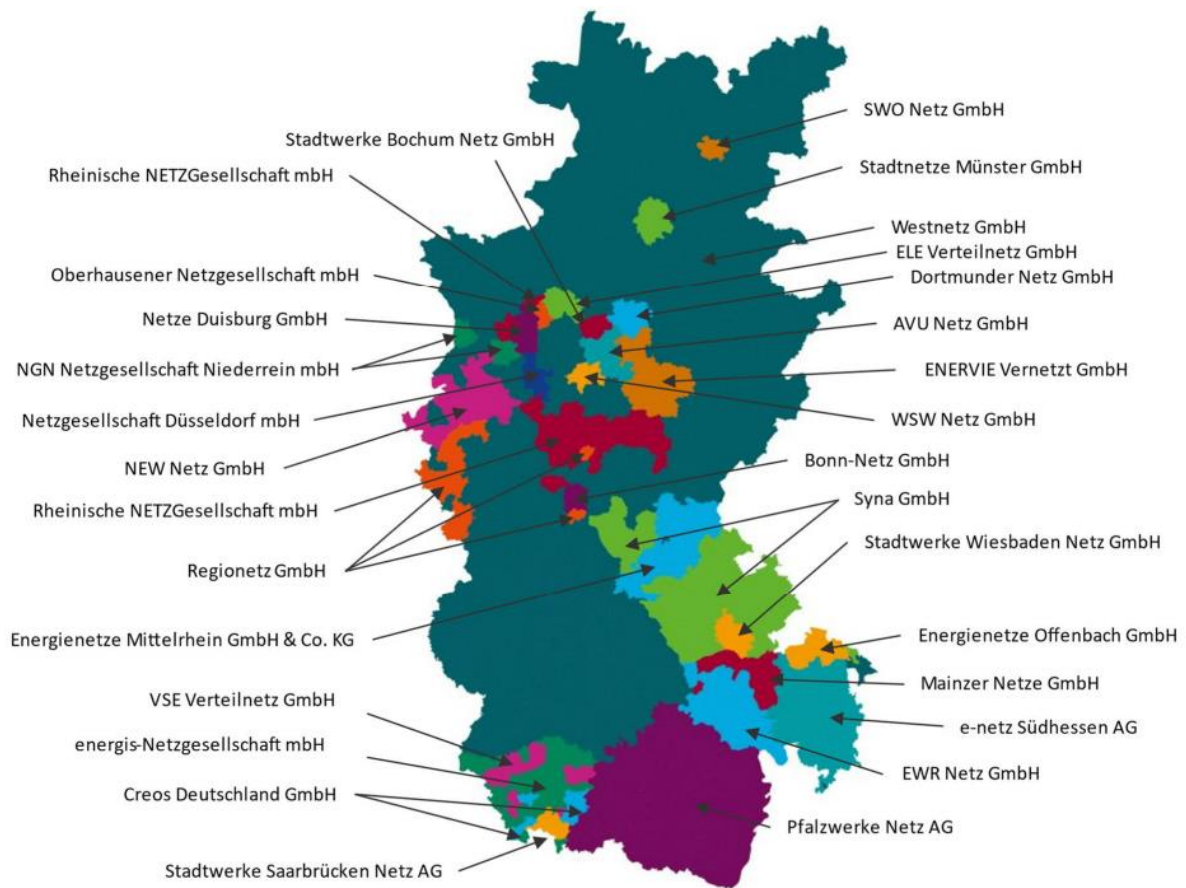 SWO Netz GmbH
Stadtwerke Bochum Netz GmbH
Stadtnetze Münster GmbH
Rheinische NETZGesellschaft mbH
Westnetz GmbH
ELE Verteilnetz GmbH
Oberhausener Netzgesellschaft mbH
Dortmunder Netz GmbH
Netze Duisburg GmbH
AVU Netz GmbH
NGN Netzgesellschaft Niederrein mbH
ENERVIE Vernetzt GmbH
Netzgesellschaft Düsseldorf mbH
WSW Netz GmbH
NEW Netz GmbH
Bonn-Netz GmbH
Syna GmbH
Rheinische NETZGesellschaft mbH
Stadtwerke Wiesbaden Netz GmbH
Regionetz GmbH
Energienetze Mittelrhein GmbH & Co. KG
Energienetze Offenbach GmbH
Mainzer Netze GmbH
VSE Verteilnetz GmbH
e-netz Südhessen AG
energis-Netzgesellschaft mbH
EWR Netz GmbH
Creos Deutschland GmbH
Pfalzwerke Netz AG
Stadtwerke Saarbrücken Netz AG